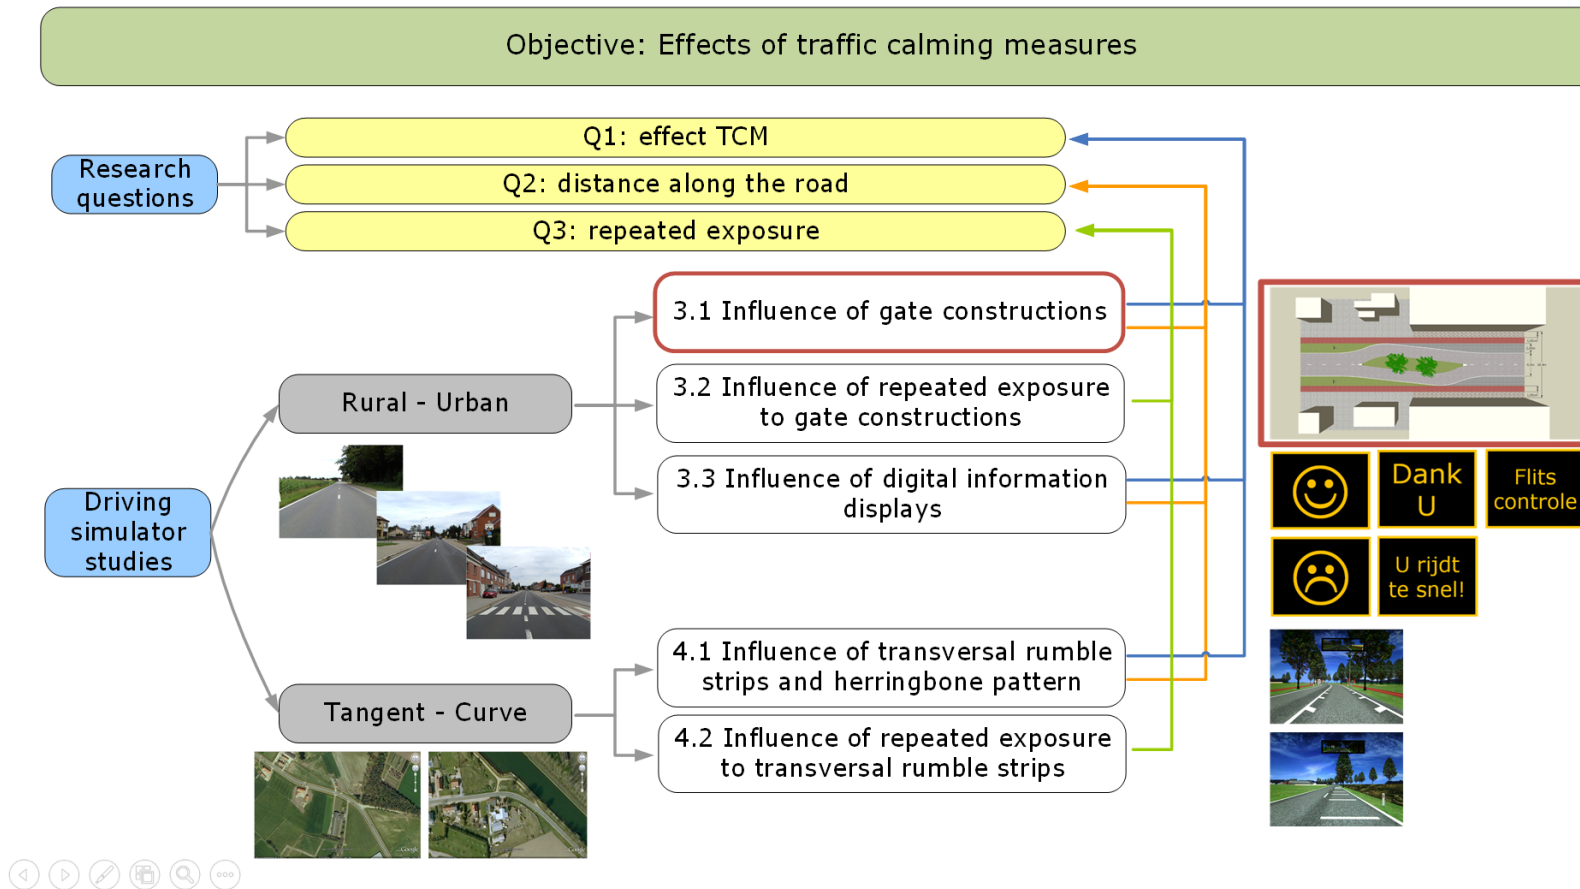 Objective: Effects of traffic calming measures
Research
questions
Q1: effect TCM
Q2: distance along the road
Q3: repeated exposure
3.1 Influence of gate constructions
3.2 Influence of repeated exposure
to gate constructions
3.3 Influence of digital information
displays
Rural - Urban
Driving
simulator
studies
4.1 Influence of transversal rumble
strips and herringbone pattern
Tangent - Curve
4.2 Influence of repeated exposure
to transversal rumble strips
Dank
U
Flits
controle
U rijdt
te snel!
Google
Google